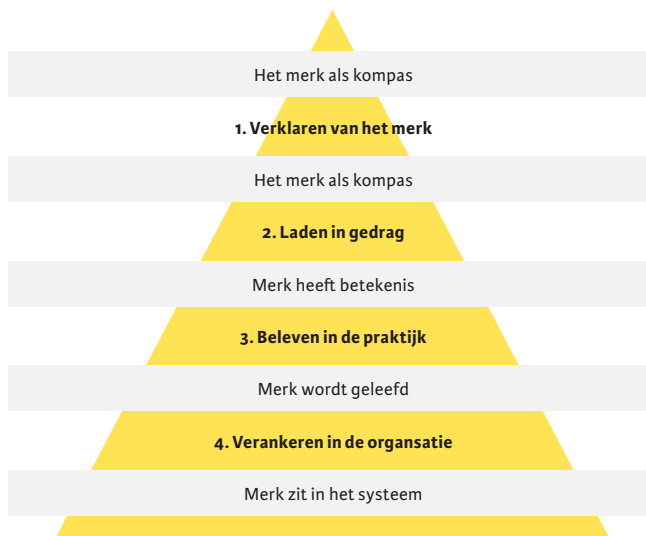 Het merk als kompas
1. Verklaren van het merk
Het merk als kompas
2. Laden in gedrag
Merk heeft betekenis
3. Beleven in de praktijk
Merk wordt geleefd
4. Verankeren in de organsatie
Merk zit in het systeem